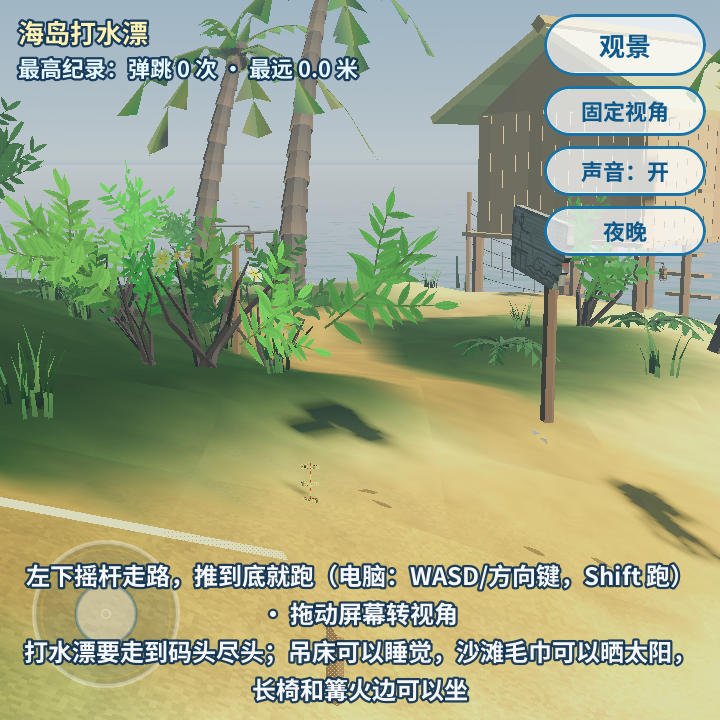 海岛打水漂
最高纪录：弹跳 0 次 · 最远 0.0 米
观景
固定视角
声音：开
夜晚
左下摇杆走路，推到底就跑（电脑：WASD/方向键，Shift 跑）
· 拖动屏幕转视角
打水漂要走到码头尽头；吊床可以睡觉，沙滩毛巾可以晒太阳，
长椅和篝火边可以坐